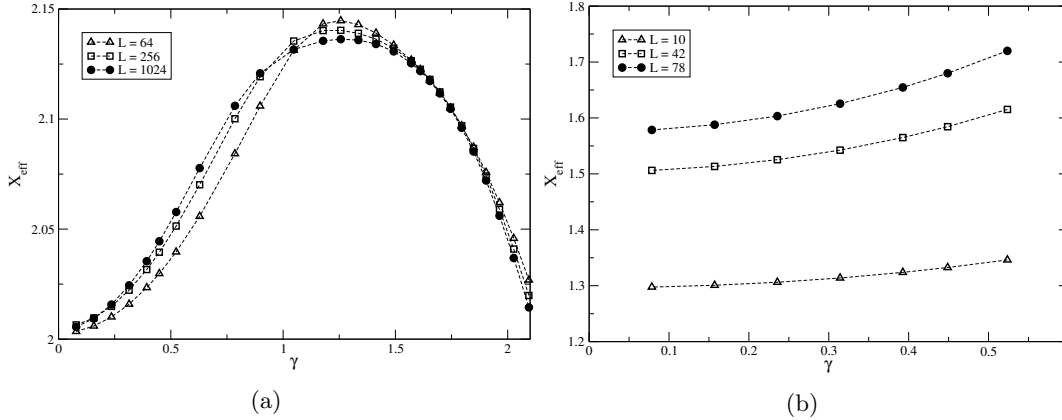 2.15
2.1
2.05
2
X_eff
L = 64
L = 256
L = 1024
0 0.5 1 1.5 2
γ
(a)
1.8
1.7
1.6
1.5
1.4
1.3
1.2
X_eff
L = 10
L = 42
L = 78
0 0.1 0.2 0.3 0.4 0.5
γ
(b)